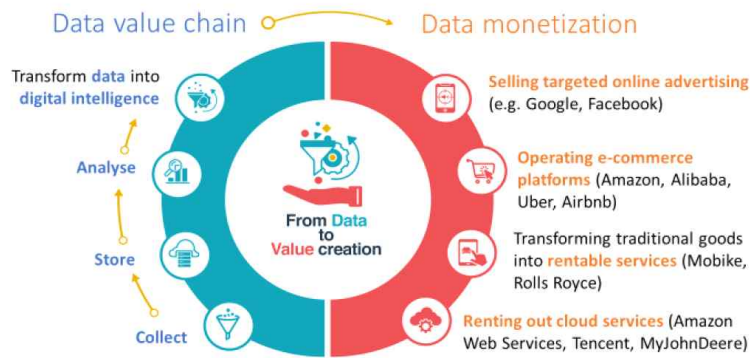 Data value chain
Data monetization
Transform data into
digital intelligence
Analyse
Store
Collect
From Data
to
Value creation
Selling targeted online advertising
(e.g. Google, Facebook)
Operating e-commerce
platforms (Amazon, Alibaba,
Uber, Airbnb)
Transforming traditional goods
into rentable services (Mobike,
Rolls Royce)
Renting out cloud services (Amazon
Web Services, Tencent, MyJohnDeere)